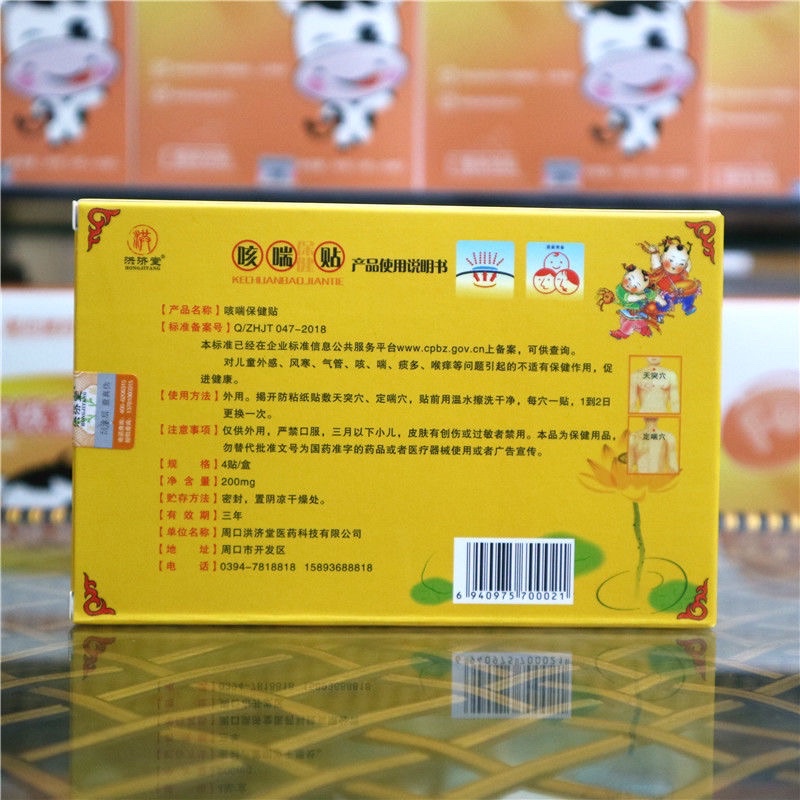 洪济堂®
HONGJITANG
咳喘保健贴 产品使用说明书
KECHUANBAOJIANTIE
【产品名称】咳喘保健贴
【标准备案号】Q/ZHJT 047-2018
本标准已经在企业标准信息公共服务平台www.cpbz.gov.cn上备案，可供查询。
对儿童外感、风寒、气管、咳、喘、痰多、喉痒等问题引起的不适有保健作用，促
进健康。
【使用方法】外用。揭开防粘纸贴敷天突穴、定喘穴，贴前用温水擦洗干净，每穴一贴，1到2日
更换一次。
【注意事项】仅供外用，严禁口服，三月以下小儿，皮肤有创伤或过敏者禁用。本品为保健用品，
勿替代批准文号为国药准字的药品或者医疗器械使用或者广告宣传。
【规 格】4贴/盒
【净 含 量】200mg
【贮存方法】密封，置阴凉干燥处。
【有 效 期】三年
【单位名称】周口洪济堂医药科技有限公司
【地 址】周口市开发区
【电 话】0394-7818818 15893688818
天突穴
定喘穴
6 940975 700021